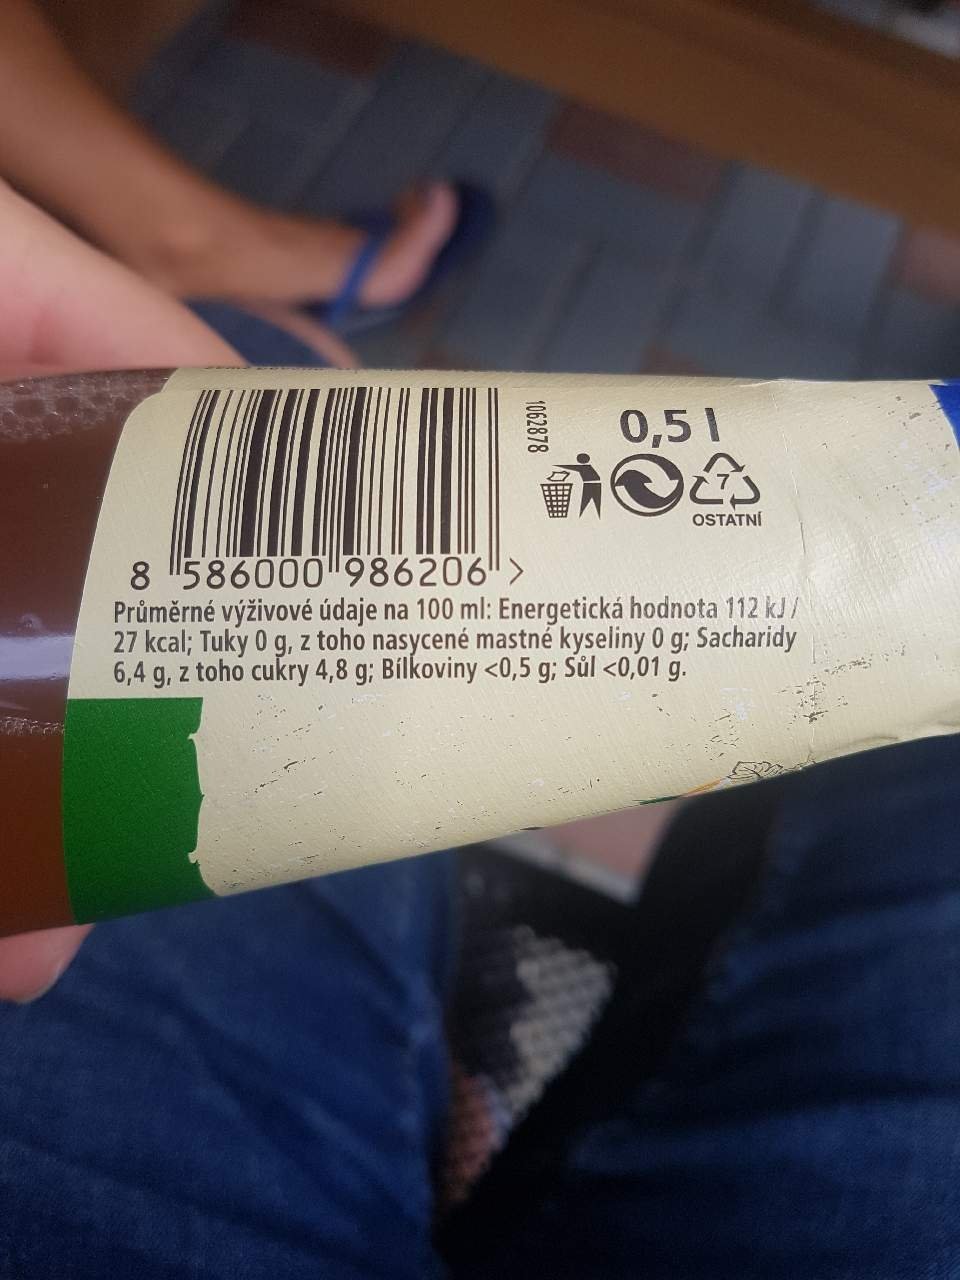 1062878
0,5 l
7
OSTATNÍ
8 586000 986206 >
Průměrné výživové údaje na 100 ml: Energetická hodnota 112 kJ /
27 kcal; Tuky 0 g, z toho nasycené mastné kyseliny 0 g; Sacharidy
6,4 g, z toho cukry 4,8 g; Bílkoviny <0,5 g; Sůl <0,01 g.